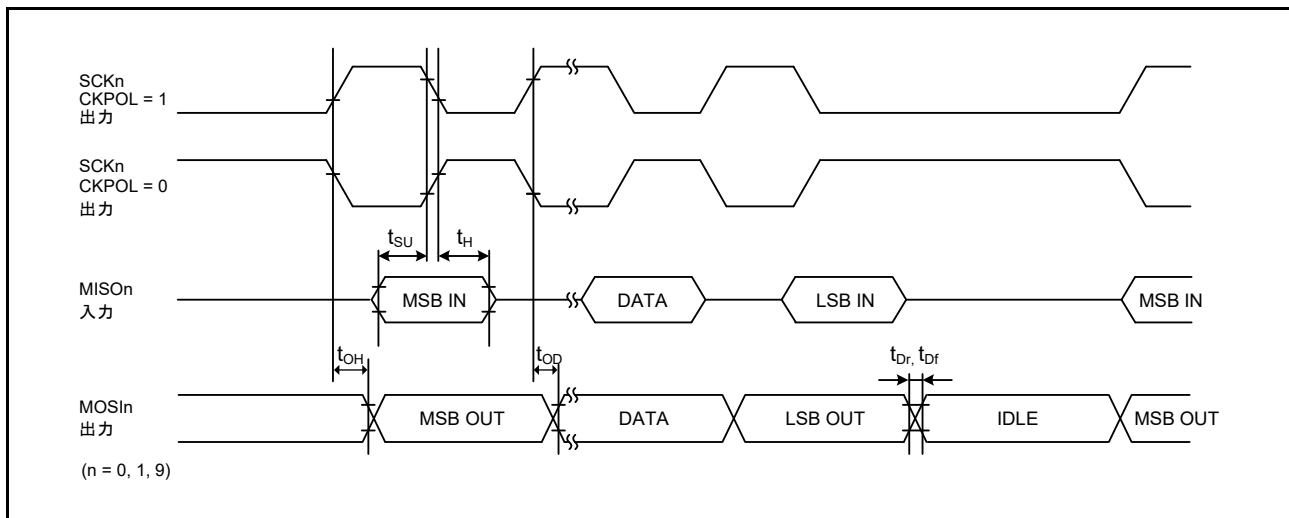 SCKn
CKPOL = 1
出力
SCKn
CKPOL = 0
出力
tSU
tH
MISOn
入力
MSB IN
DATA
LSB IN
MSB IN
tOH
tOD
tDr, tDf
MOSIn
出力
MSB OUT
DATA
LSB OUT
IDLE
MSB OUT
(n = 0, 1, 9)